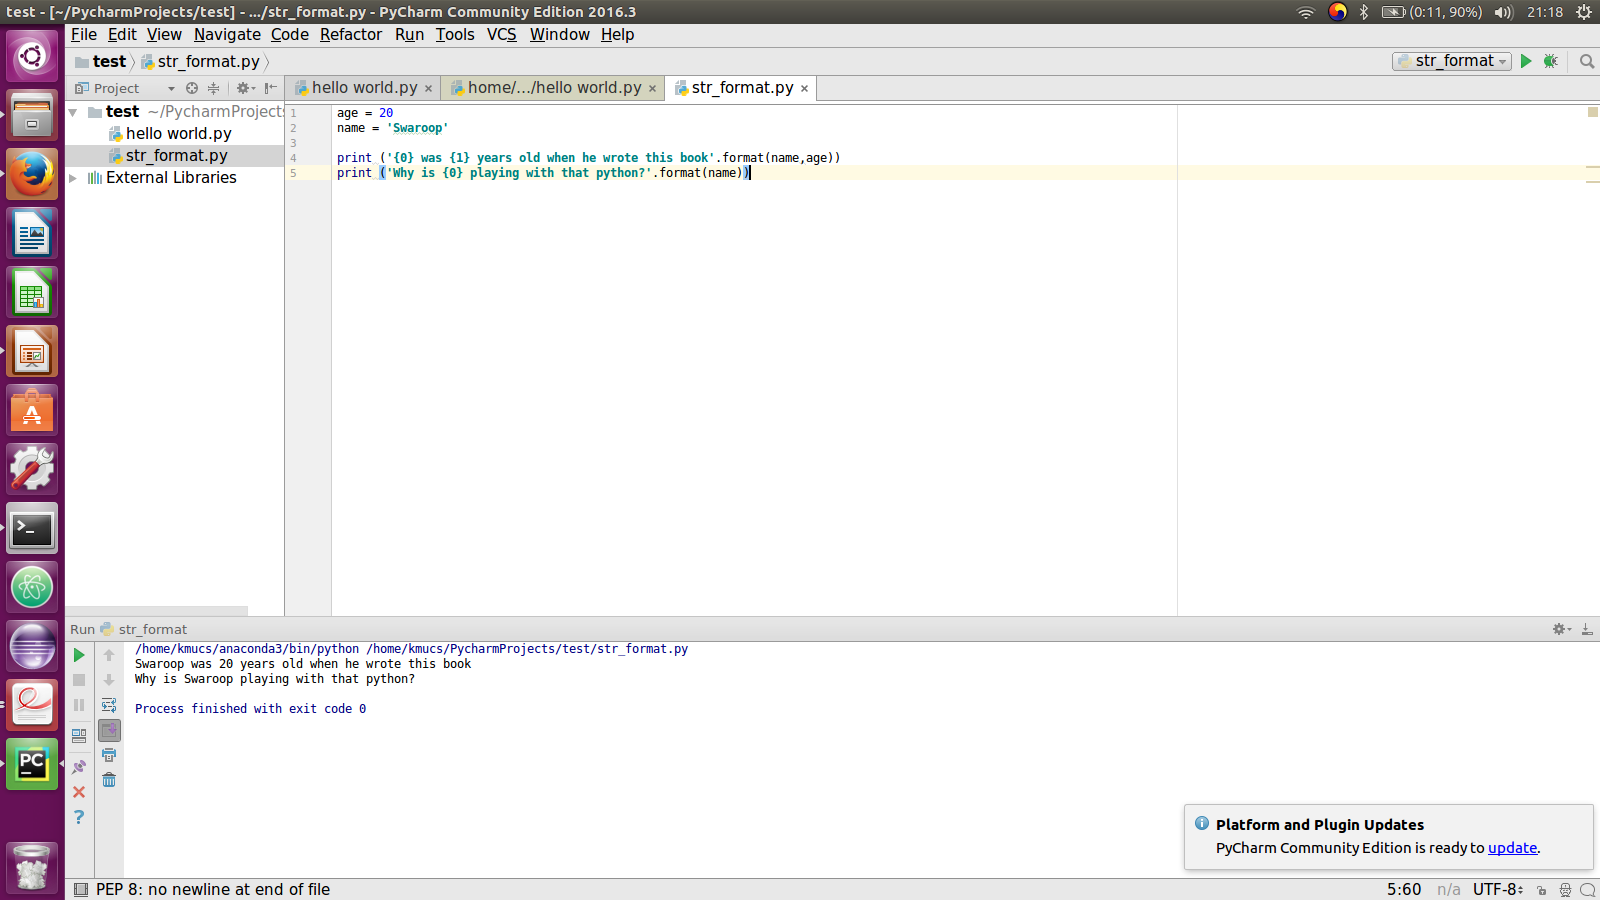 test - [~/PycharmProjects/test] - .../str_format.py - PyCharm Community Edition 2016.3
(0:11, 90%) 21:18
File Edit View Navigate Code Refactor Run Tools VCS Window Help
test str_format.py
str_format
Project
hello world.py × home/.../hello world.py × str_format.py ×
test ~/PycharmProjects
hello world.py
str_format.py
External Libraries
1 age = 20
2 name = 'Swaroop'
3
4 print ('{0} was {1} years old when he wrote this book'.format(name,age))
5 print ('Why is {0} playing with that python?'.format(name))
Run str_format
/home/kmucs/anaconda3/bin/python /home/kmucs/PycharmProjects/test/str_format.py
Swaroop was 20 years old when he wrote this book
Why is Swaroop playing with that python?
Process finished with exit code 0
PC
Platform and Plugin Updates
PyCharm Community Edition is ready to update.
PEP 8: no newline at end of file
5:60 n/a UTF-8